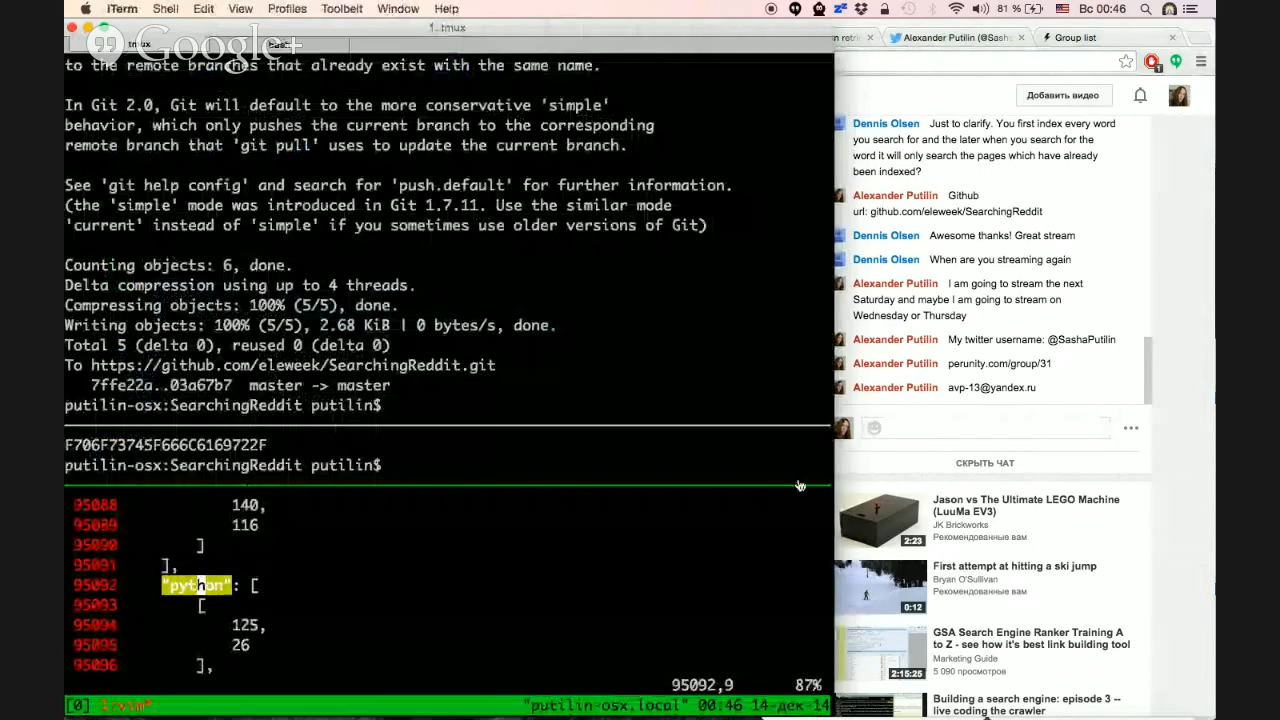 iTerm File Edit View Profiles Toolbelt Window Help
81 % Bc 00:46
1. tmux
tmux
Google+
n retri
Alexander Putilin (@Sasha
Group list
to the remote branches that already exist with the same name.
In Git 2.0, Git will default to the more conservative 'simple'
behavior, which only pushes the current branch to the corresponding
remote branch that 'git pull' uses to update the current branch.
See 'git help config' and search for 'push.default' for further information.
(the 'simple' mode was introduced in Git 1.7.11. Use the similar mode
'current' instead of 'simple' if you sometimes use older versions of Git)
Counting objects: 6, done.
Delta compression using up to 4 threads.
Compressing objects: 100% (5/5), done.
Writing objects: 100% (5/5), 2.68 KiB | 0 bytes/s, done.
Total 5 (delta 0), reused 0 (delta 0)
To https://github.com/eleweek/SearchingReddit.git
7ffe22a..03a67b7 master -> master
putilin-osx:SearchingReddit putilin$
F706F73745F666C6169722F
putilin-osx:SearchingReddit putilin$
95088 140,
95089 116
95090 ]
95091 ],
95092 "python": [
95093 [
95094 125,
95095 26
95096 ],
95092,9 87%
[0] 1:vim* "putilin-osx.local" 00:46 14-дек-14
Добавить видео
Dennis Olsen Just to clarify. You first index every word
you search for and the later when you search for the
word it will only search the pages which have already
been indexed?
Alexander Putilin Github
url: github.com/eleweek/SearchingReddit
Dennis Olsen Awesome thanks! Great stream
Dennis Olsen When are you streaming again
Alexander Putilin I am going to stream the next
Saturday and maybe I am going to stream on
Wednesday or Thursday
Alexander Putilin My twitter username: @SashaPutilin
Alexander Putilin perunity.com/group/31
Alexander Putilin avp-13@yandex.ru
СКРЫТЬ ЧАТ
Jason vs The Ultimate LEGO Machine
(LuuMa EV3)
JK Brickworks
Рекомендованные вам
2:23
First attempt at hitting a ski jump
Bryan O'Sullivan
Рекомендованные вам
0:12
GSA Search Engine Ranker Training A
to Z - see how it's best link building tool
Marketing Guide
5 090 просмотров
2:15:25
Building a search engine: episode 3 --
live coding the crawler